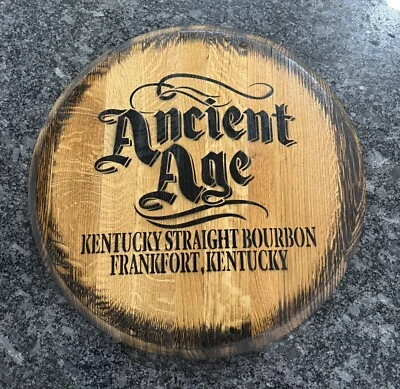 Ancient
Age
KENTUCKY STRAIGHT BOURBON
FRANKFORT, KENTUCKY